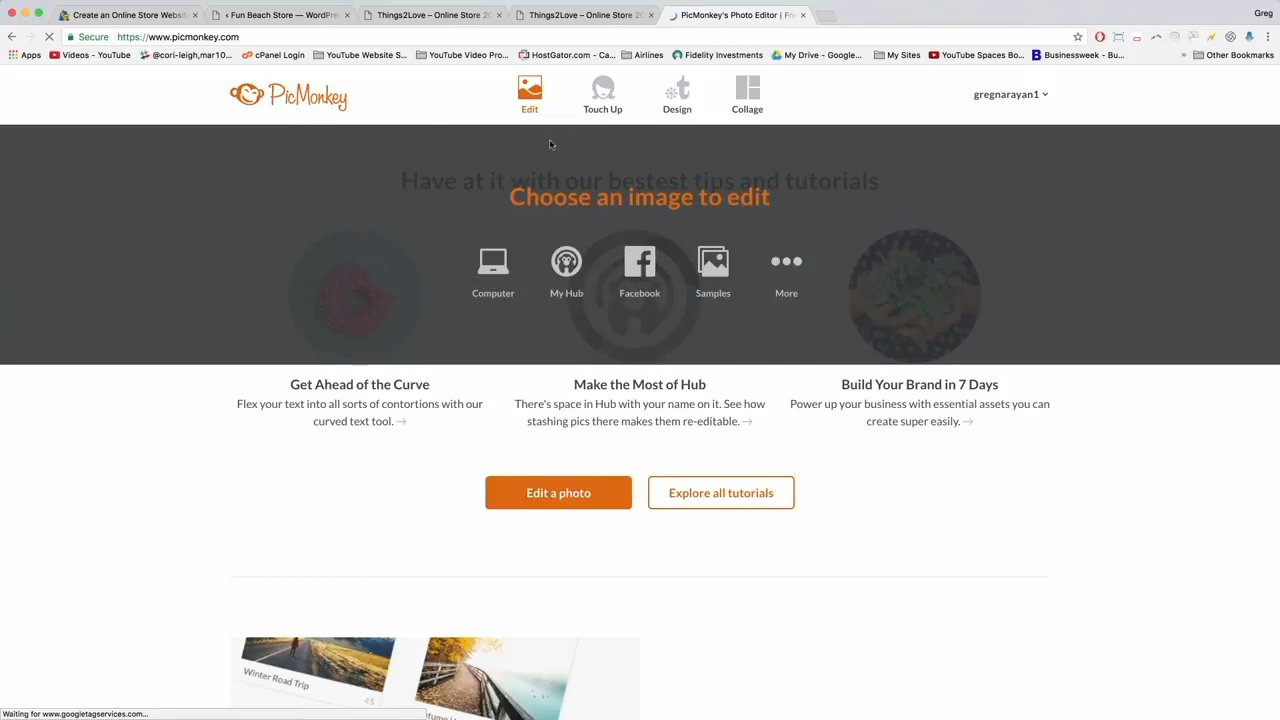 Create an Online Store Websit
‹ Fun Beach Store — WordPre
Things2Love – Online Store 20
Things2Love – Online Store 20
PicMonkey's Photo Editor | Fre
Greg
Secure https://www.picmonkey.com
Apps
Videos - YouTube
@cori-leigh,mar10...
cPanel Login
YouTube Website S...
YouTube Video Pro...
HostGator.com - Ca...
Airlines
Fidelity Investments
My Drive - Google...
My Sites
YouTube Spaces Bo...
Businessweek - Bu...
»
Other Bookmarks
PicMonkey
Edit
Touch Up
Design
Collage
gregnarayan1
Have at it with our bestest tips and tutorials
Choose an image to edit
Computer
My Hub
Facebook
Samples
More
Get Ahead of the Curve
Flex your text into all sorts of contortions with our
curved text tool. →
Make the Most of Hub
There's space in Hub with your name on it. See how
stashing pics there makes them re-editable. →
Build Your Brand in 7 Days
Power up your business with essential assets you can
create super easily. →
Edit a photo
Explore all tutorials
Winter Road Trip
45
Waiting for www.googletagservices.com...